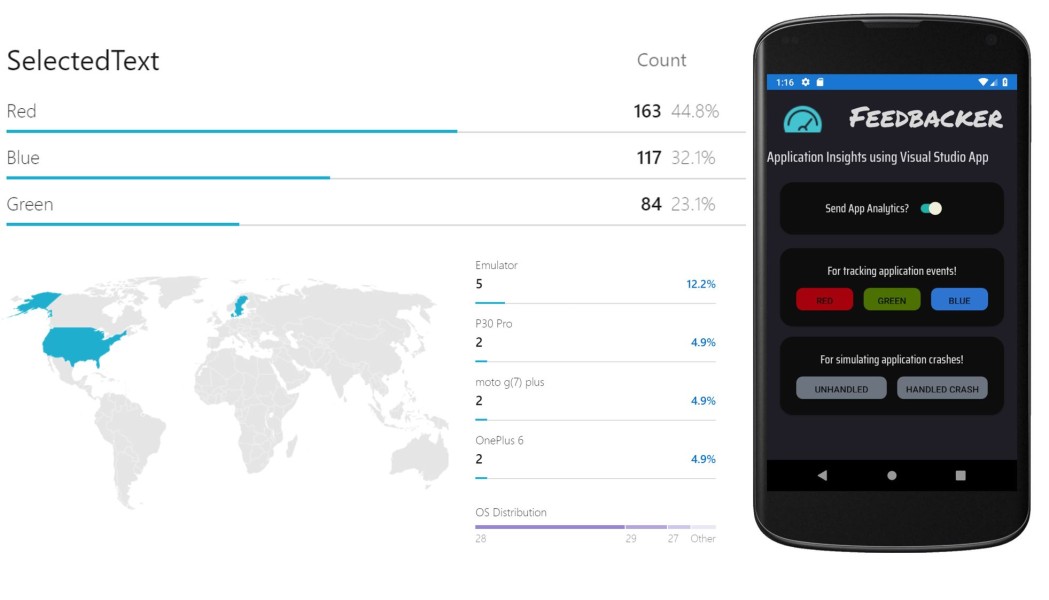 SelectedText Count
Red 163 44.8%
Blue 117 32.1%
Green 84 23.1%
Emulator
5 12.2%
P30 Pro
2 4.9%
moto g(7) plus
2 4.9%
OnePlus 6
2 4.9%
OS Distribution
28 29 27 Other
1:16
FEEDBACKER
Application Insights using Visual Studio App
Send App Analytics?
For tracking application events!
RED GREEN BLUE
For simulating application crashes!
UNHANDLED HANDLED CRASH